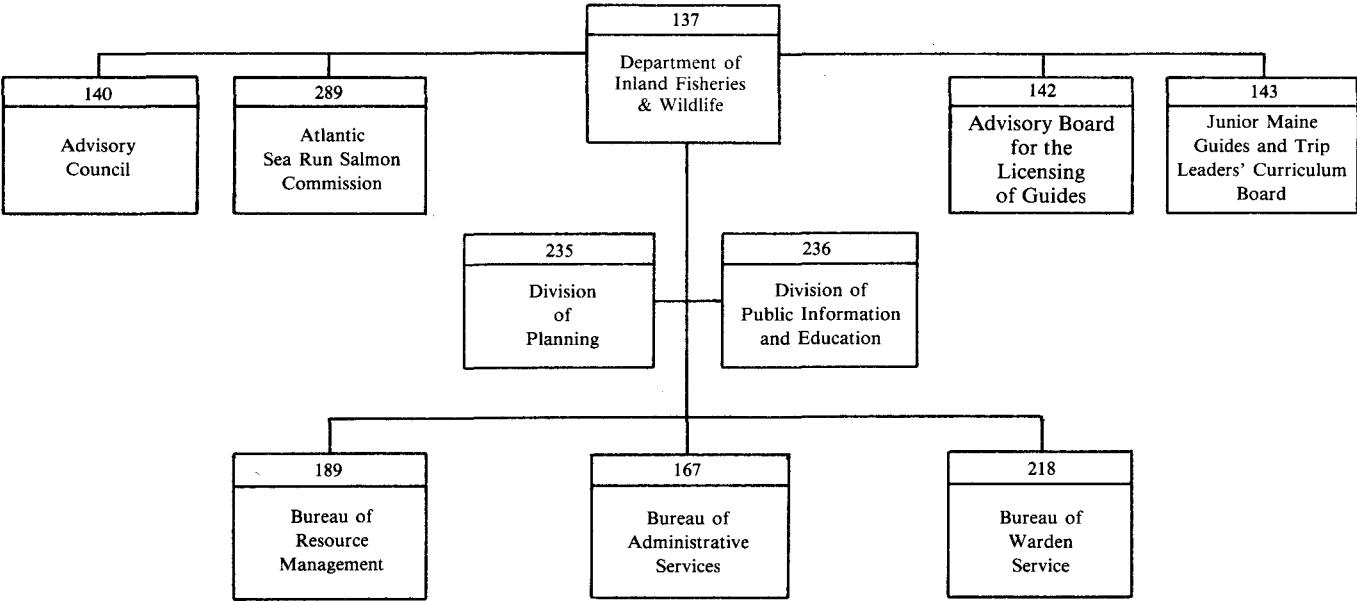 137
Department of
Inland Fisheries
& Wildlife
140
Advisory
Council
289
Atlantic
Sea Run Salmon
Commission
142
Advisory Board
for the
Licensing
of Guides
143
Junior Maine
Guides and Trip
Leaders' Curriculum
Board
235
Division
of
Planning
236
Division of
Public Information
and Education
189
Bureau of
Resource
Management
167
Bureau of
Administrative
Services
218
Bureau of
Warden
Service